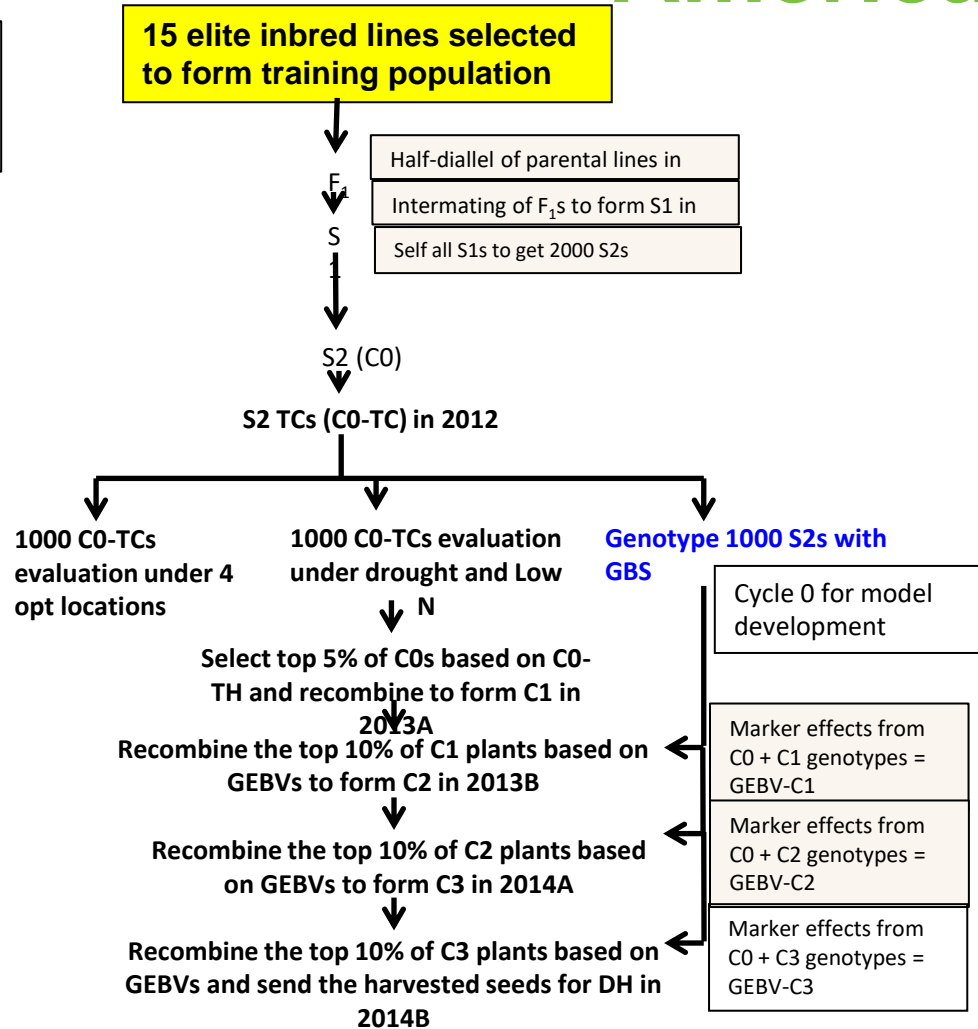 15 elite inbred lines selected
to form training population
F1
Half-diallel of parental lines in
Intermating of F1s to form S1 in
S
1
Self all S1s to get 2000 S2s
S2 (C0)
S2 TCs (C0-TC) in 2012
1000 C0-TCs
evaluation under 4
opt locations
1000 C0-TCs evaluation
under drought and Low
N
Genotype 1000 S2s with
GBS
Cycle 0 for model
development
Select top 5% of C0s based on C0-
TH and recombine to form C1 in
2013A
Recombine the top 10% of C1 plants based on
GEBVs to form C2 in 2013B
Marker effects from
C0 + C1 genotypes =
GEBV-C1
Recombine the top 10% of C2 plants based
on GEBVs to form C3 in 2014A
Marker effects from
C0 + C2 genotypes =
GEBV-C2
Recombine the top 10% of C3 plants based on
GEBVs and send the harvested seeds for DH in
2014B
Marker effects from
C0 + C3 genotypes =
GEBV-C3